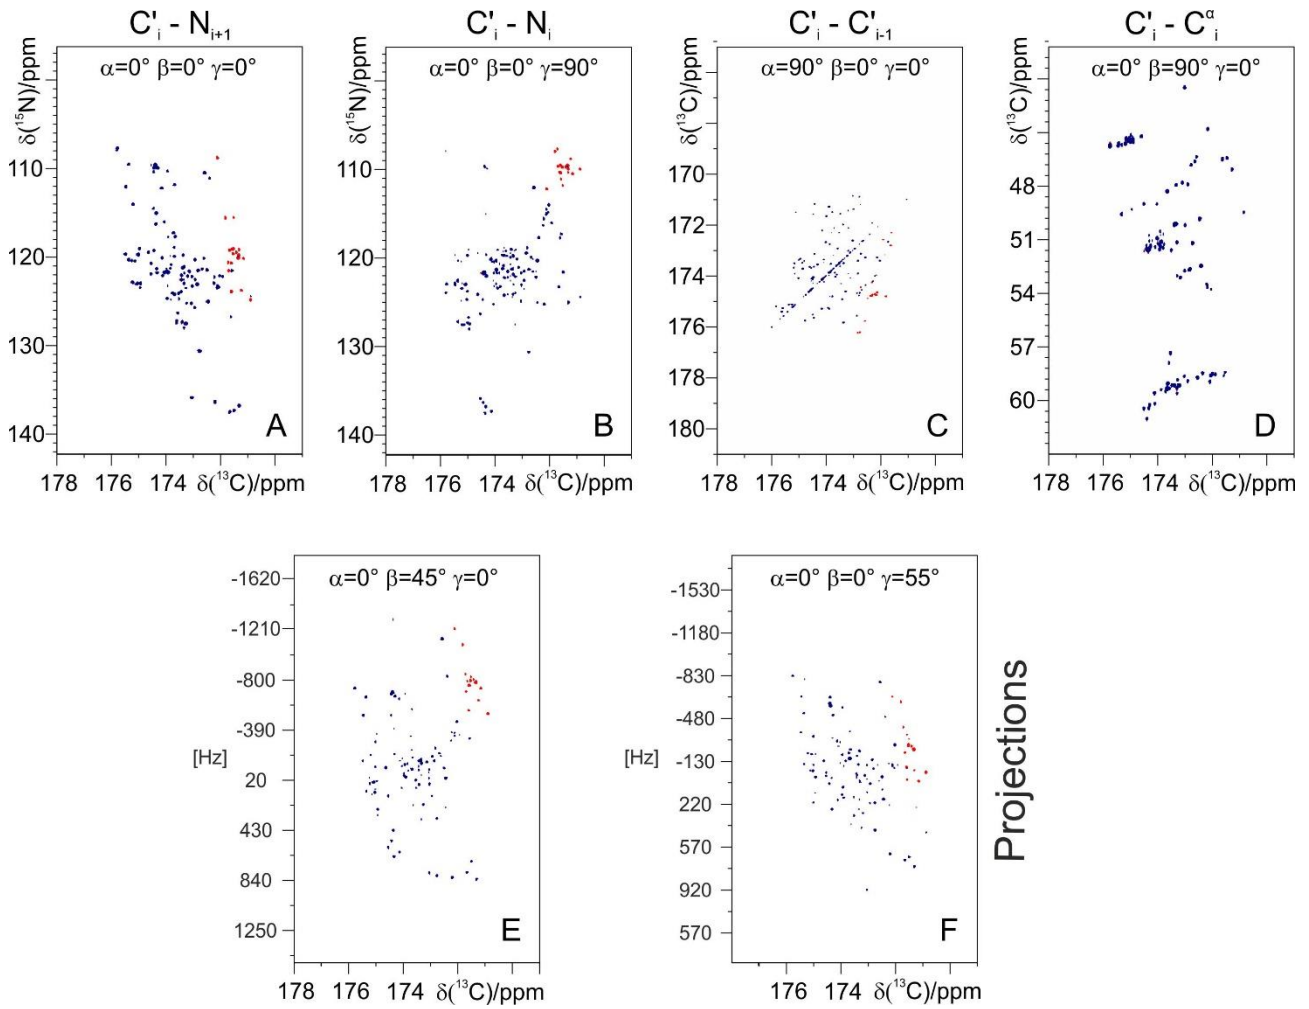 C'i - Ni+1
C'i - Ni
C'i - C'i-1
C'i - Cαi
α=0° β=0° γ=0°
δ(15N)/ppm
110
120
130
140
A
178 176 174 δ(13C)/ppm
α=0° β=0° γ=90°
δ(15N)/ppm
110
120
130
140
B
178 176 174 δ(13C)/ppm
α=90° β=0° γ=0°
δ(13C)/ppm
170
172
174
176
178
180
C
178 176 174 δ(13C)/ppm
α=0° β=90° γ=0°
δ(13C)/ppm
48
51
54
57
60
D
178 176 174 δ(13C)/ppm
α=0° β=45° γ=0°
-1620
-1210
-800
-390
[Hz]
20
430
840
1250
E
178 176 174 δ(13C)/ppm
α=0° β=0° γ=55°
-1530
-1180
-830
-480
[Hz]
-130
220
570
920
570
F
176 174 δ(13C)/ppm
Projections